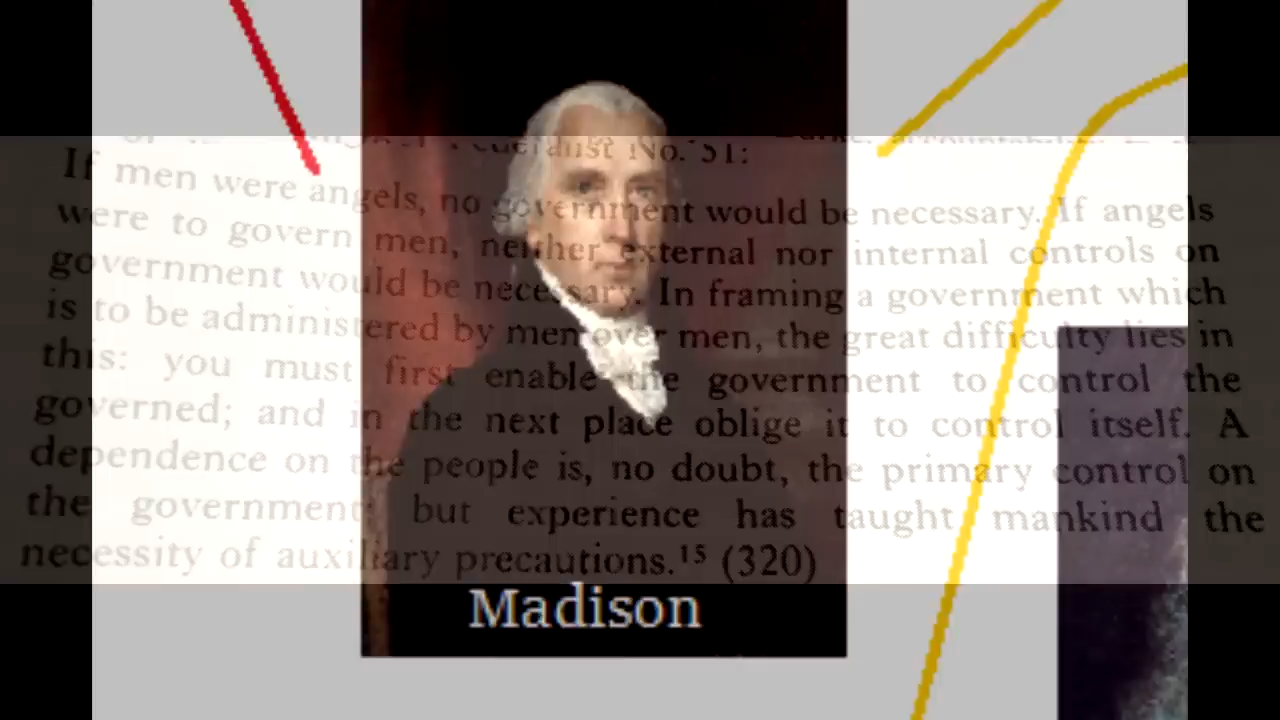 Federalist No. 51:
If men were angels, no government would be necessary. If angels
were to govern men, neither external nor internal controls on
government would be necessary. In framing a government which
is to be administered by men over men, the great difficulty lies in
this: you must first enable the government to control the
governed; and in the next place oblige it to control itself. A
dependence on the people is, no doubt, the primary control on
the government; but experience has taught mankind the
necessity of auxiliary precautions.¹⁵ (320)
Madison